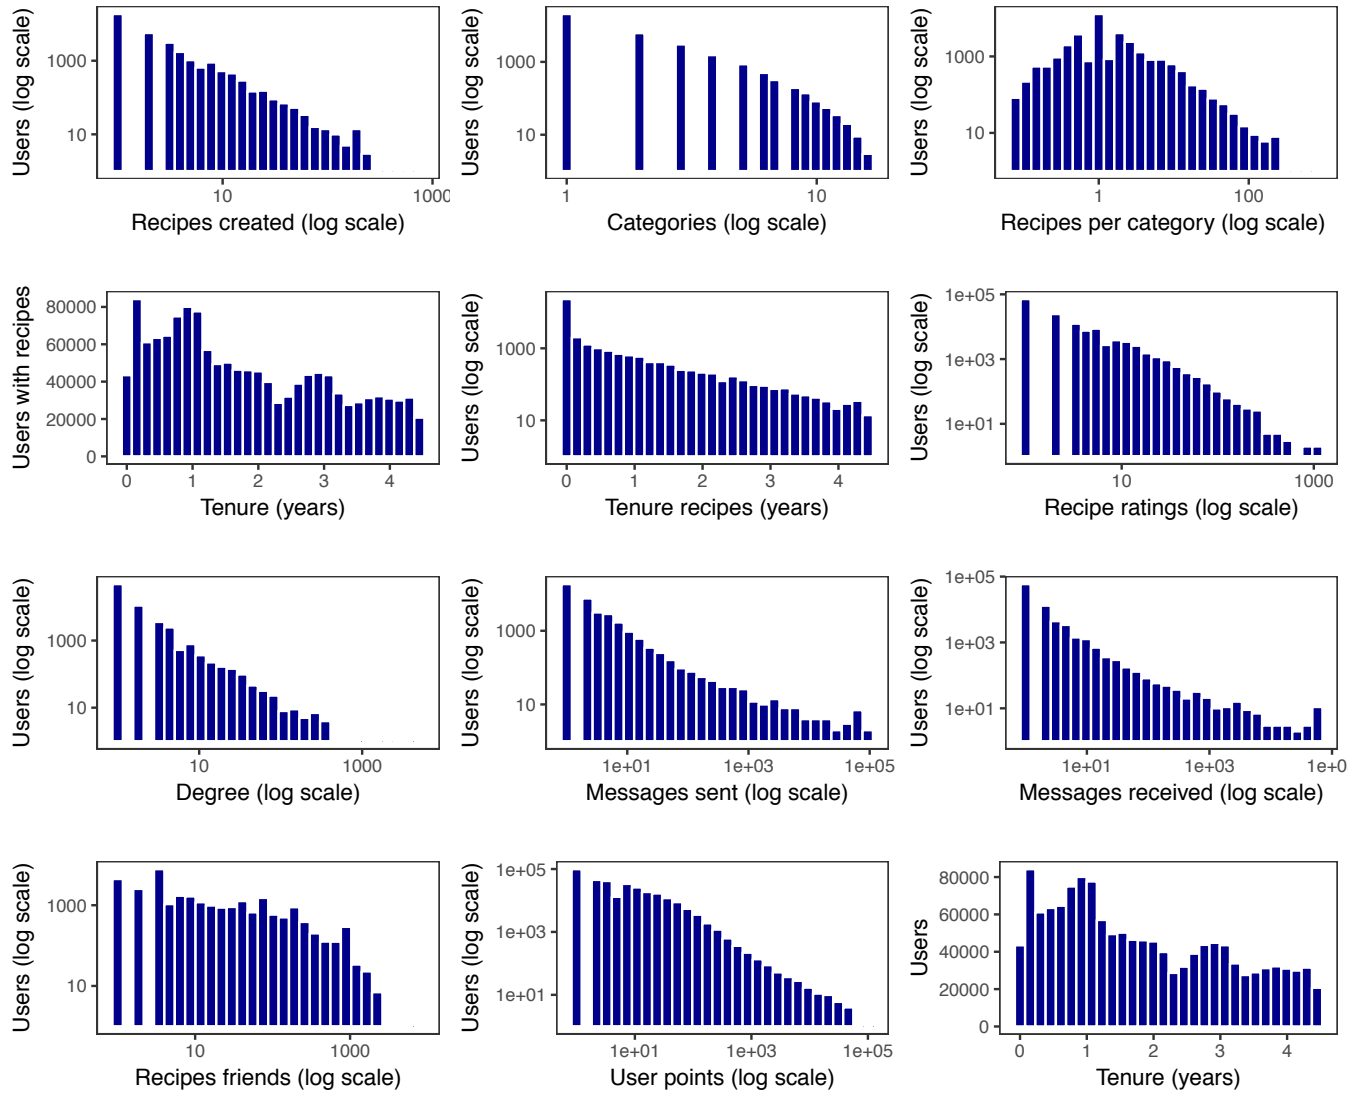 Users (log scale)
1000
10
10
1000
Recipes created (log scale)
Users (log scale)
1000
10
1
10
Categories (log scale)
Users (log scale)
1000
10
1
100
Recipes per category (log scale)
Users with recipes
80000
60000
40000
20000
0
0
1
2
3
4
Tenure (years)
Users (log scale)
1000
10
0
1
2
3
4
Tenure recipes (years)
Users (log scale)
1e+05
1e+03
1e+01
10
1000
Recipe ratings (log scale)
Users (log scale)
1000
10
10
1000
Degree (log scale)
Users (log scale)
1000
10
1e+01
1e+03
1e+05
Messages sent (log scale)
Users (log scale)
1e+05
1e+03
1e+01
1e+01
1e+03
1e+0
Messages received (log scale)
Users (log scale)
1000
10
10
1000
Recipes friends (log scale)
Users (log scale)
1e+05
1e+03
1e+01
1e+01
1e+03
1e+05
User points (log scale)
Users
80000
60000
40000
20000
0
0
1
2
3
4
Tenure (years)